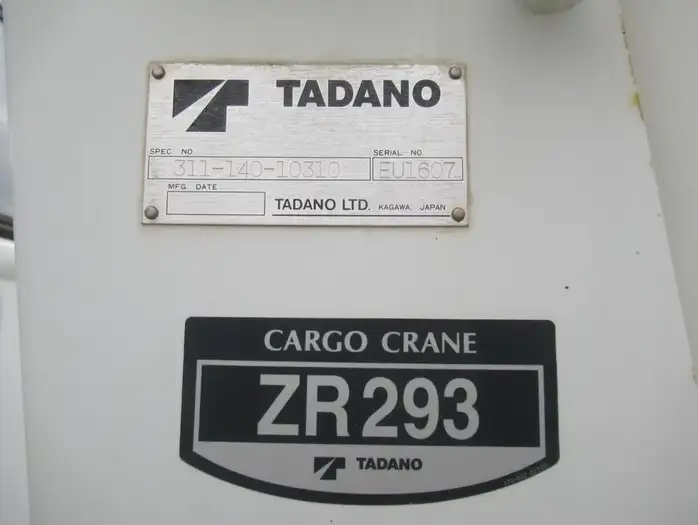 TADANO
SPEC NO
SERIAL NO
311-140-10310
EU1607
MFG. DATE
TADANO LTD. KAGAWA, JAPAN
CARGO CRANE
ZR293
TADANO